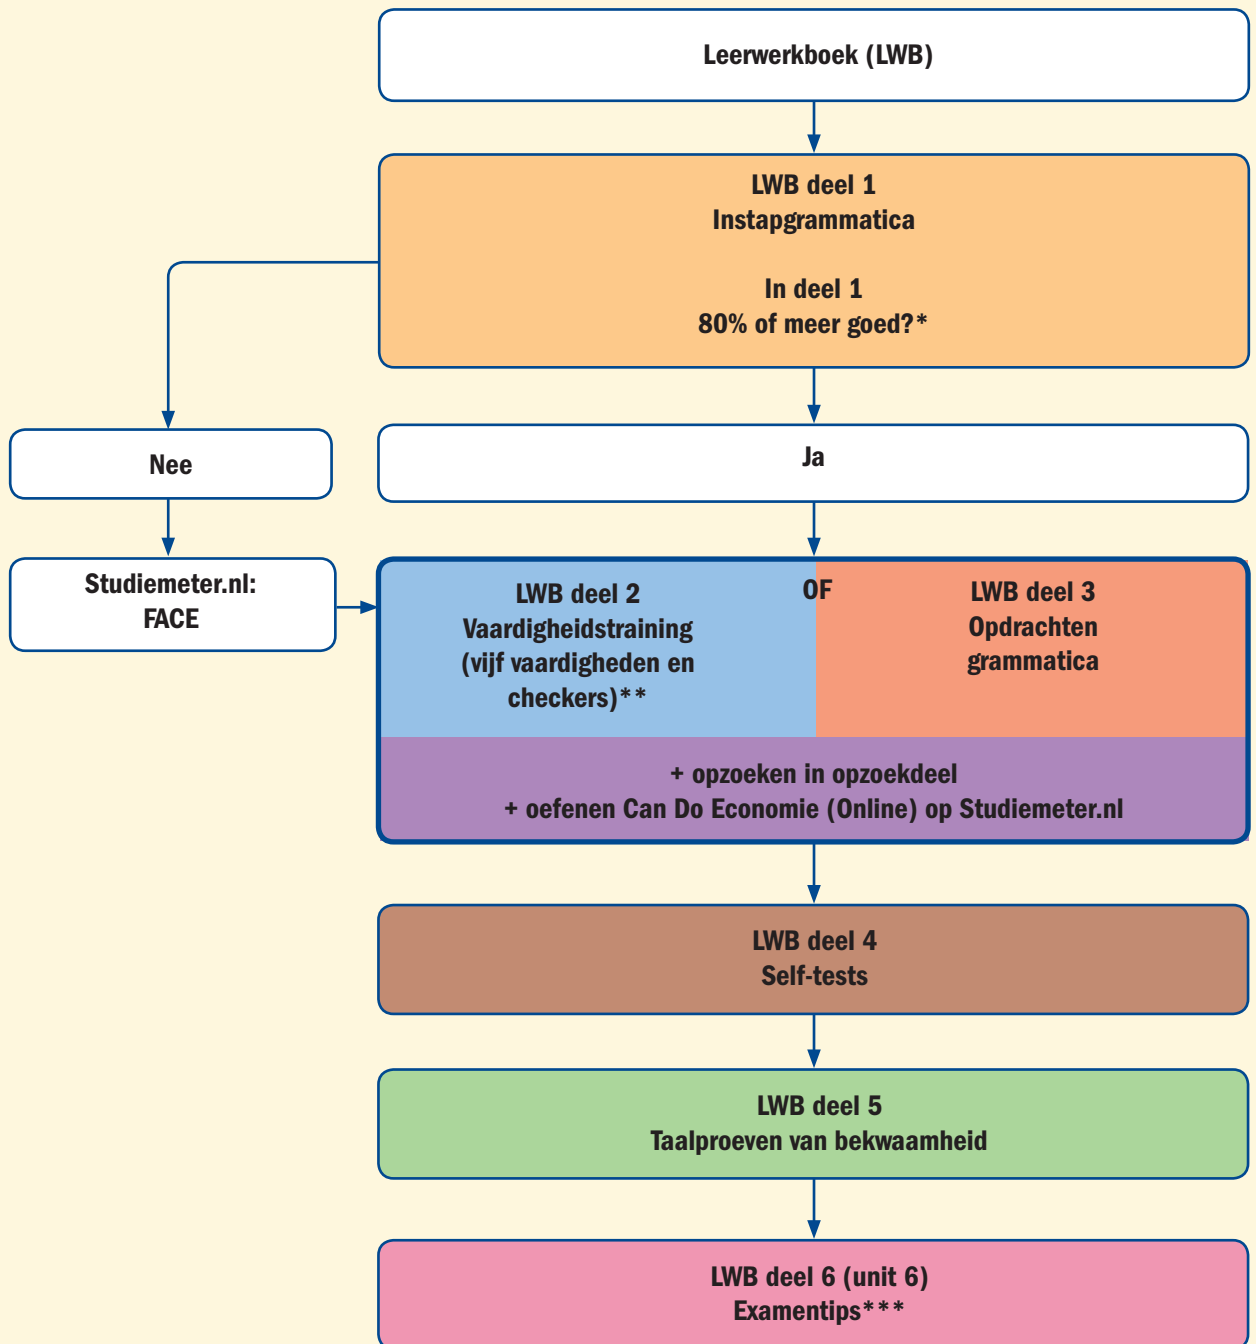 Leerwerkboek (LWB)
LWB deel 1
Instapgrammatica
In deel 1
80% of meer goed?*
Nee
Ja
Studiemeter.nl:
FACE
LWB deel 2
Vaardigheidstraining
(vijf vaardigheden en
checkers)**
OF
LWB deel 3
Opdrachten
grammatica
+ opzoeken in opzoekdeel
+ oefenen Can Do Economie (Online) op Studiemeter.nl
LWB deel 4
Self-tests
LWB deel 5
Taalproeven van bekwaamheid
LWB deel 6 (unit 6)
Examentips***